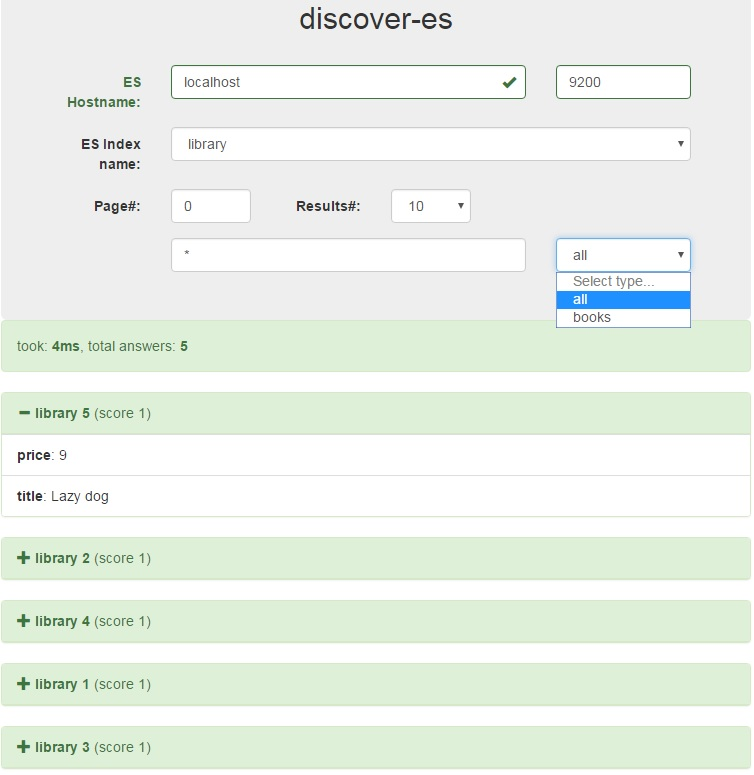 discover-es
ES Hostname: localhost 9200
ES Index name: library
Page#: 0 Results#: 10
* all
Select type...
all
books
took: 4ms, total answers: 5
library 5 (score 1)
price: 9
title: Lazy dog
library 2 (score 1)
library 4 (score 1)
library 1 (score 1)
library 3 (score 1)